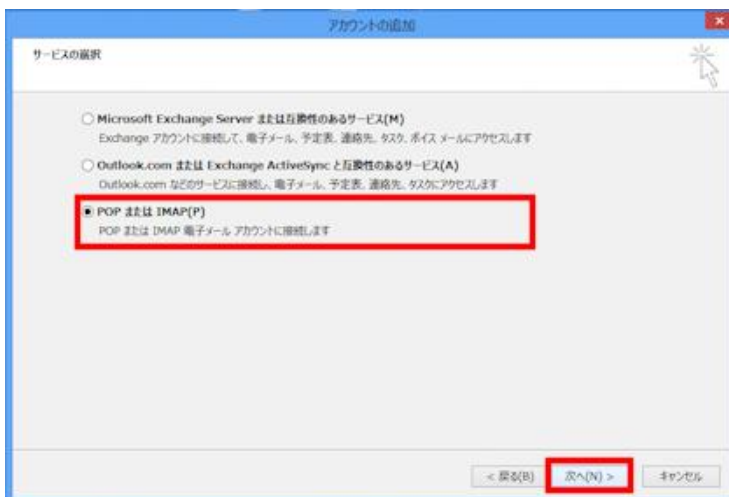 アカウントの追加
サービスの選択
Microsoft Exchange Server または互換性のあるサービス(M)
Exchange アカウントに接続して、電子メール、予定表、連絡先、タスク、ボイス メールにアクセスします
Outlook.com または Exchange ActiveSync と互換性のあるサービス(A)
Outlook.com などのサービスに接続し、電子メール、予定表、連絡先、タスクにアクセスします
POP または IMAP(P)
POP または IMAP 電子メール アカウントに接続します
< 戻る(B) 次へ(N) > キャンセル